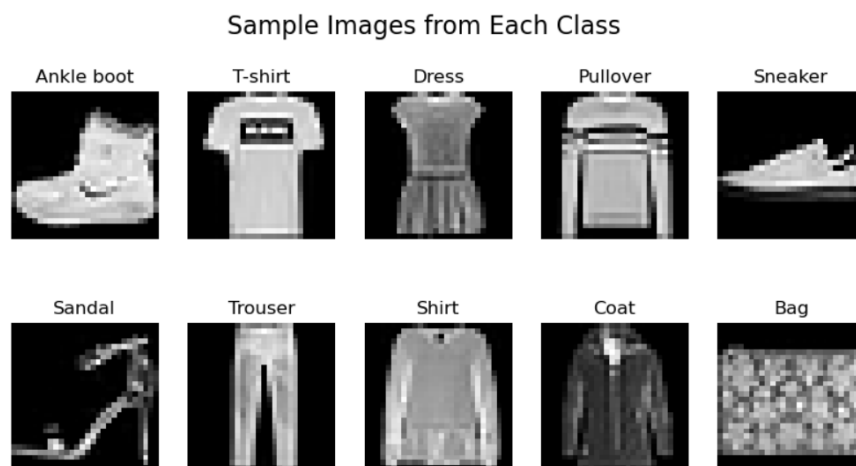 Sample Images from Each Class
Ankle boot T-shirt Dress Pullover Sneaker
Sandal Trouser Shirt Coat Bag